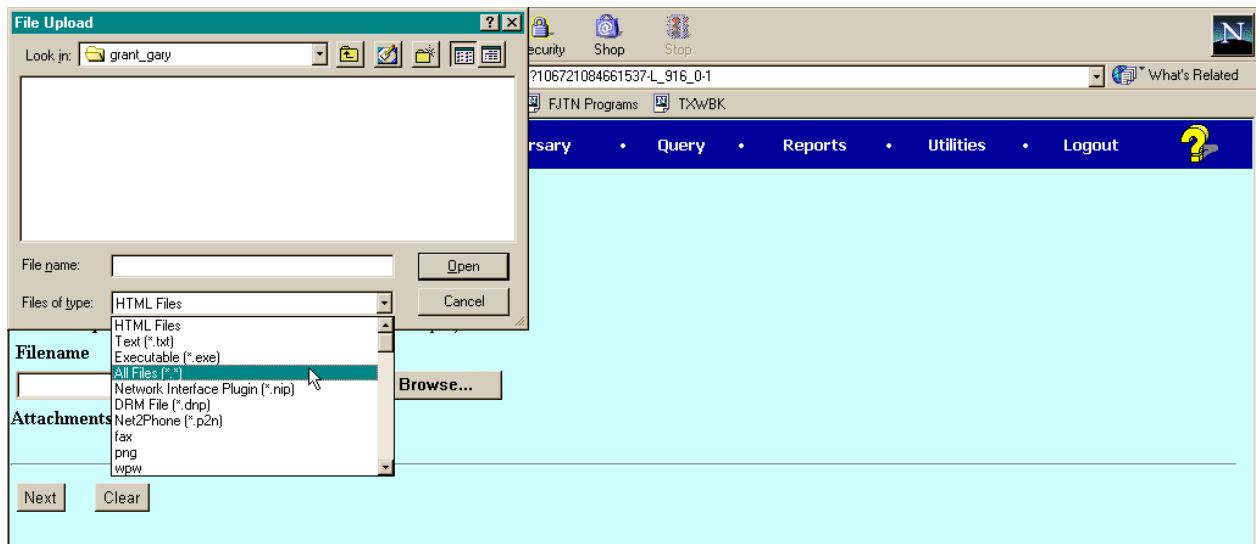 File Upload
Look in: grant_gary
File name:
Open
Files of type: HTML Files
Cancel
HTML Files
Text (*.txt)
Executable (*.exe)
All Files (*.*)
Network Interface Plugin (*.nip)
DRM File (*.dnp)
Net2Phone (*.p2n)
fax
png
wpw
ecurity Shop Stop
N
?106721084661537-L_916_0-1
What's Related
FJTN Programs TXWBK
rsary • Query • Reports • Utilities • Logout
Filename
Browse...
Attachments
Next Clear